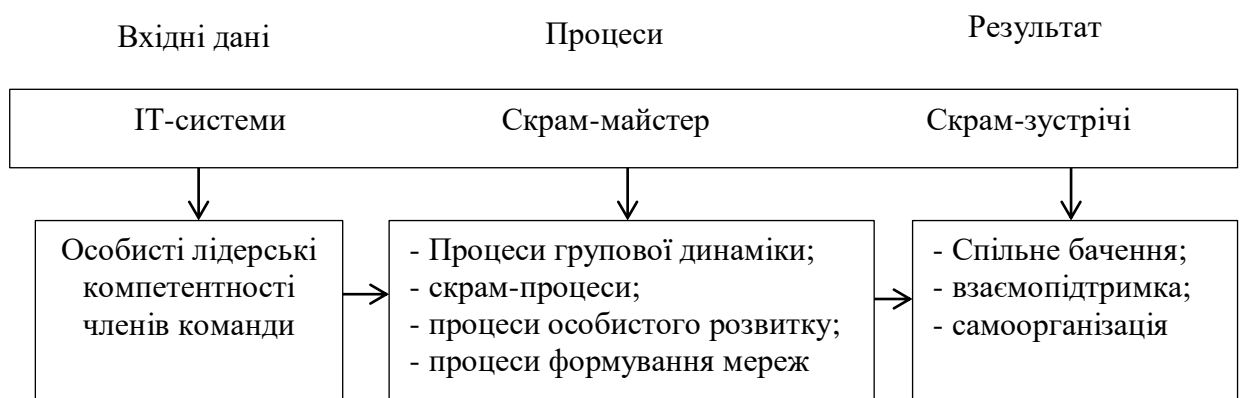 Вхідні дані
Процеси
Результат
ІТ-системи
Скрам-майстер
Скрам-зустрічі
Особисті лідерські
компетентності
членів команди
- Процеси групової динаміки;
- скрам-процеси;
- процеси особистого розвитку;
- процеси формування мереж
- Спільне бачення;
- взаємопідтримка;
- самоорганізація